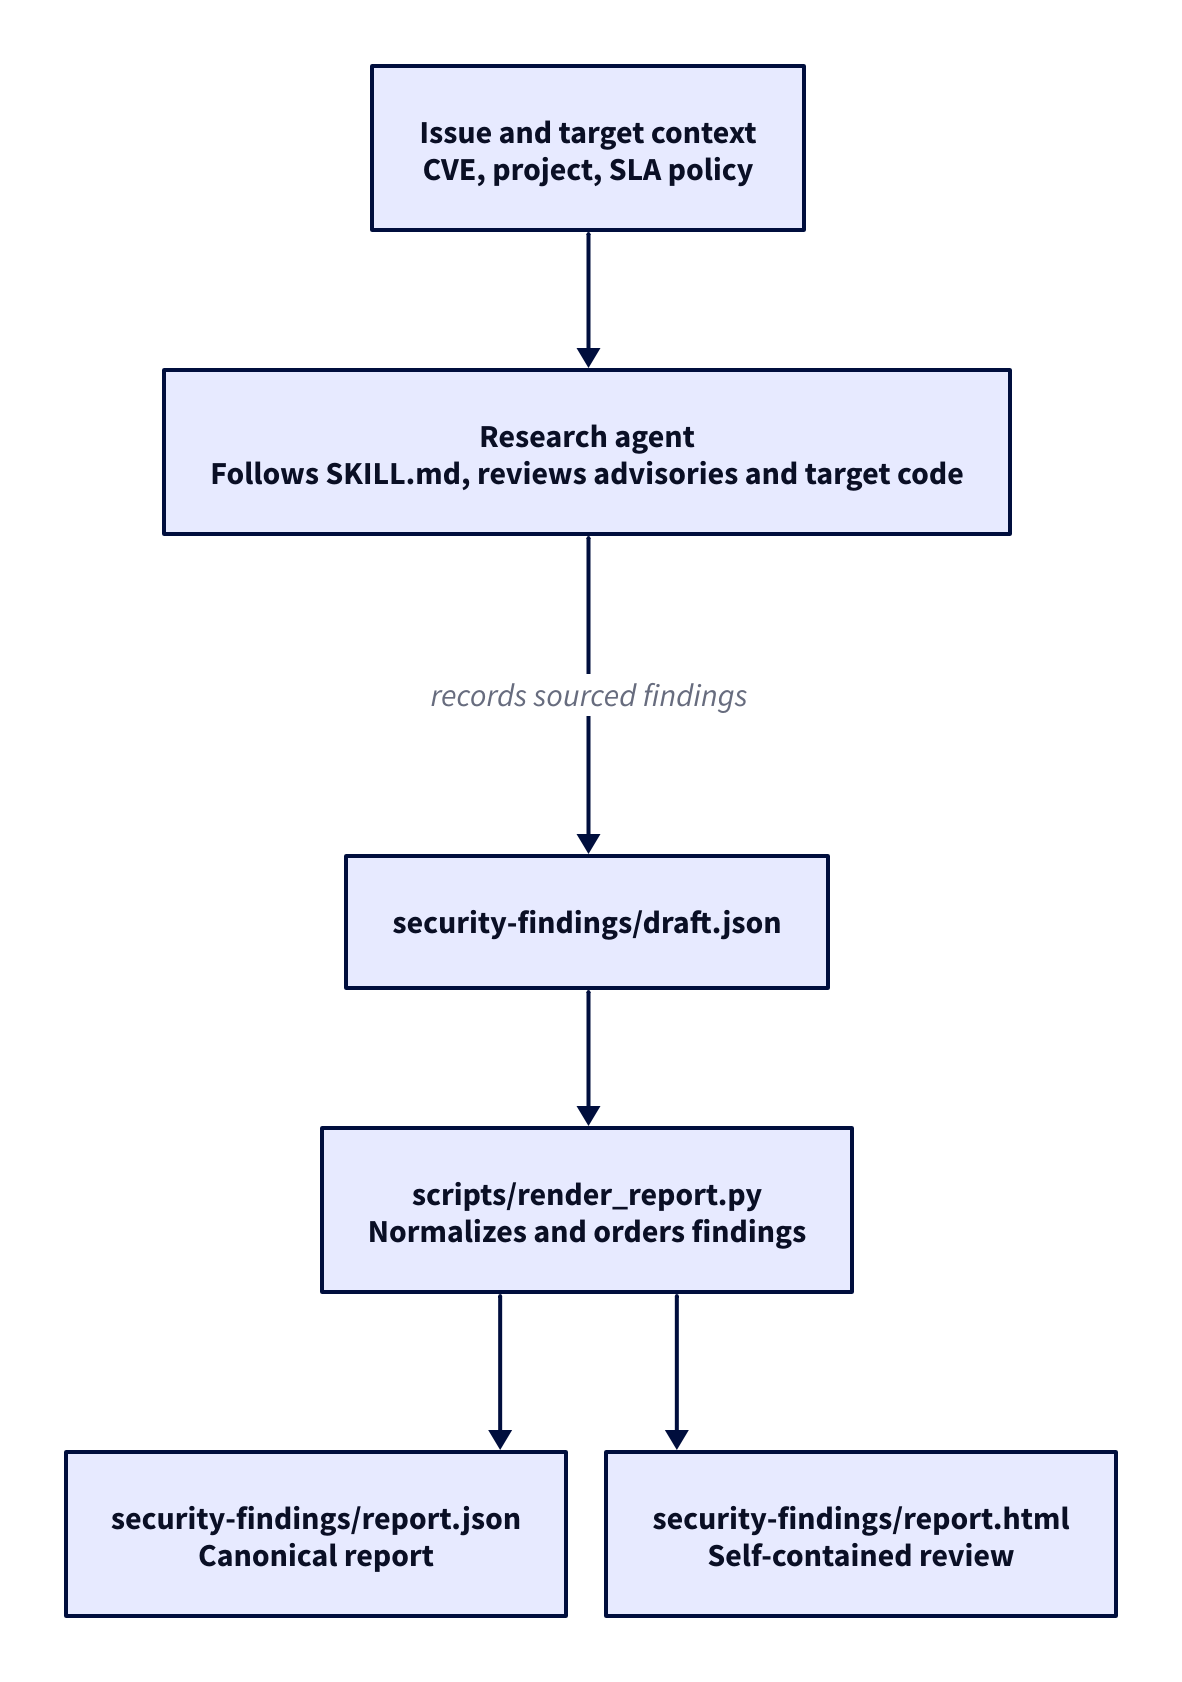 Issue and target context
CVE, project, SLA policy
Research agent
Follows SKILL.md, reviews advisories and target code
records sourced findings
security-findings/draft.json
scripts/render_report.py
Normalizes and orders findings
security-findings/report.json
Canonical report
security-findings/report.html
Self-contained review